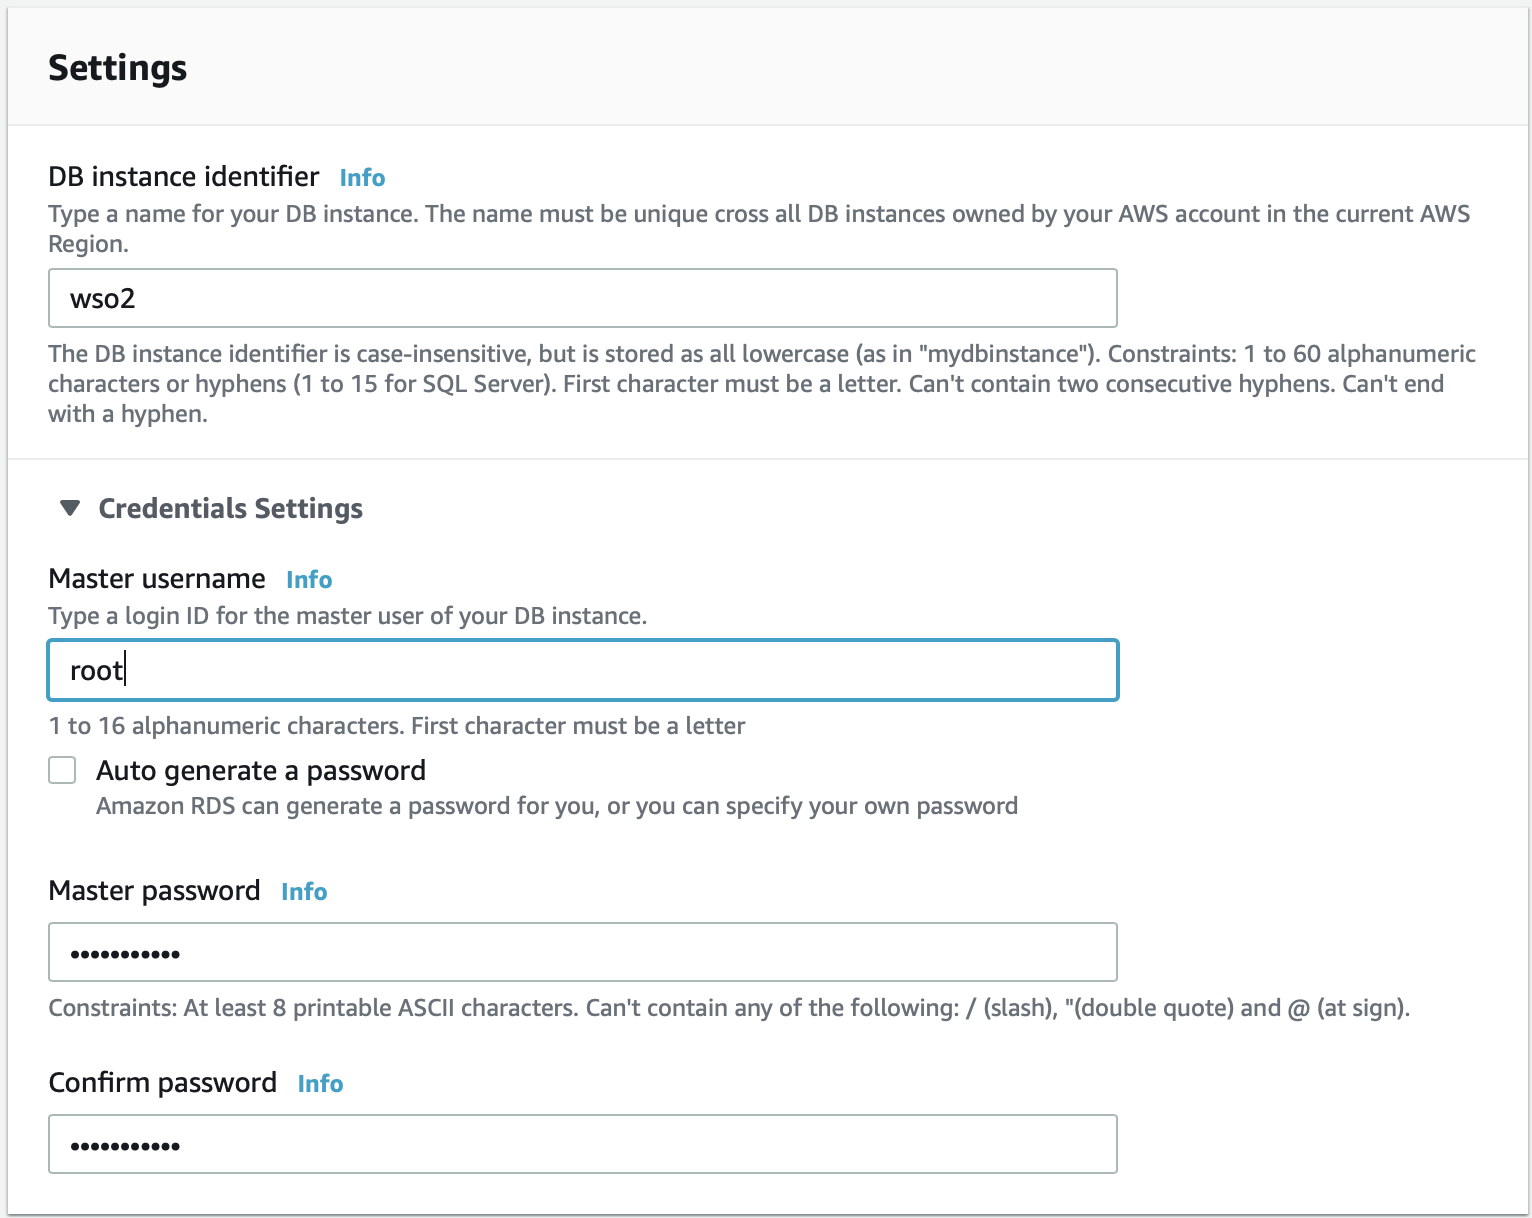 Settings
DB instance identifier Info
Type a name for your DB instance. The name must be unique cross all DB instances owned by your AWS account in the current AWS
Region.
wso2
The DB instance identifier is case-insensitive, but is stored as all lowercase (as in "mydbinstance"). Constraints: 1 to 60 alphanumeric
characters or hyphens (1 to 15 for SQL Server). First character must be a letter. Can't contain two consecutive hyphens. Can't end
with a hyphen.
Credentials Settings
Master username Info
Type a login ID for the master user of your DB instance.
root
1 to 16 alphanumeric characters. First character must be a letter
Auto generate a password
Amazon RDS can generate a password for you, or you can specify your own password
Master password Info
•••••••••••
Constraints: At least 8 printable ASCII characters. Can't contain any of the following: / (slash), "(double quote) and @ (at sign).
Confirm password Info
•••••••••••